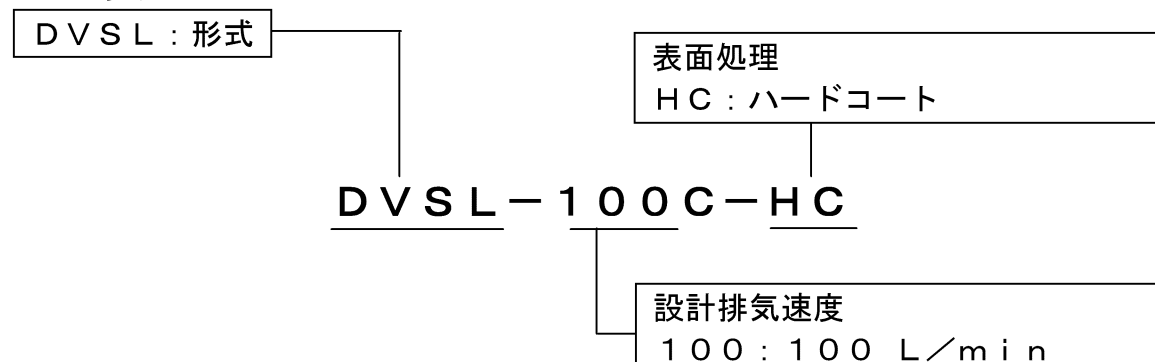 DVSL：形式
表面処理
HC：ハードコート
DVSL－100C－HC
設計排気速度
100：100 L／min